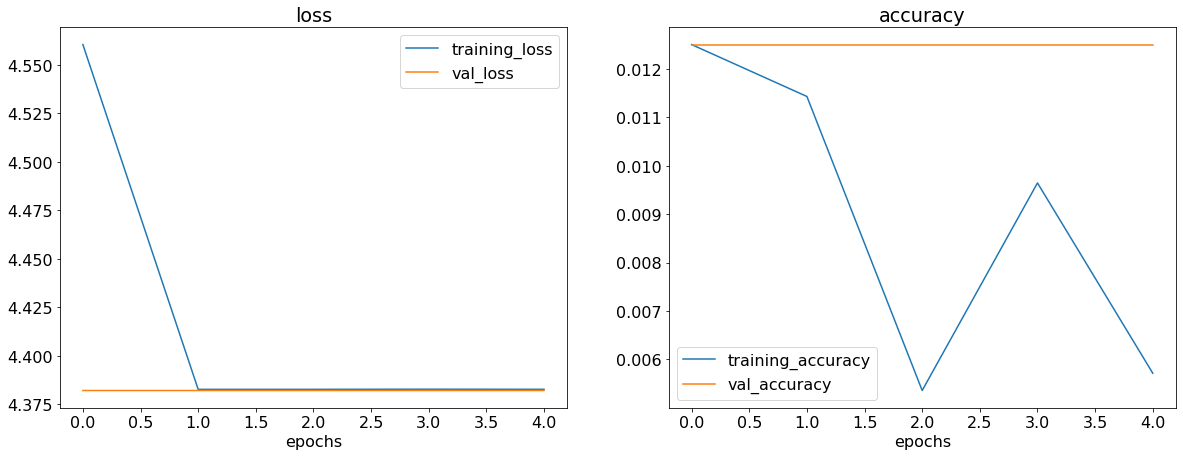 loss
4.550
4.525
4.500
4.475
4.450
4.425
4.400
4.375
training_loss
val_loss
0.0 0.5 1.0 1.5 2.0 2.5 3.0 3.5 4.0
epochs
accuracy
0.012
0.011
0.010
0.009
0.008
0.007
0.006
training_accuracy
val_accuracy
0.0 0.5 1.0 1.5 2.0 2.5 3.0 3.5 4.0
epochs